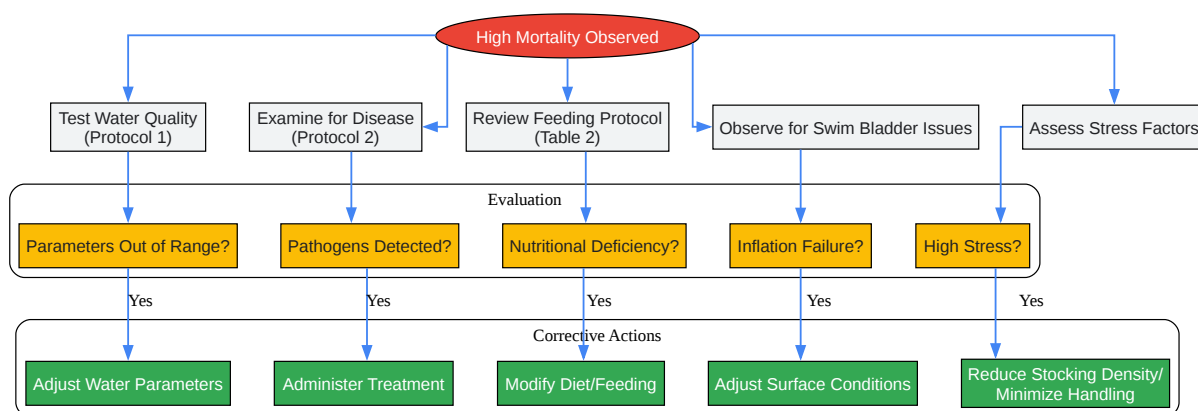 High Mortality Observed
Test Water Quality
(Protocol 1)
Examine for Disease
(Protocol 2)
Review Feeding Protocol
(Table 2)
Observe for Swim Bladder Issues
Assess Stress Factors
Evaluation
Parameters Out of Range?
Pathogens Detected?
Nutritional Deficiency?
Inflation Failure?
High Stress?
Yes
Yes
Yes
Yes
Yes
Corrective Actions
Adjust Water Parameters
Administer Treatment
Modify Diet/Feeding
Adjust Surface Conditions
Reduce Stocking Density/
Minimize Handling